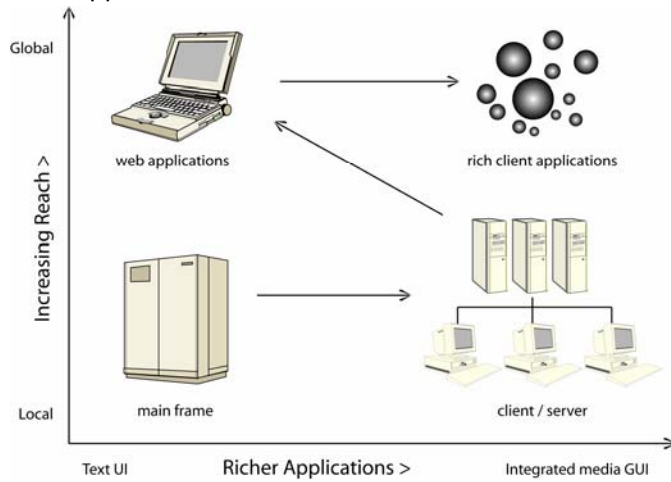 Global
web applications
rich client applications
Increasing Reach >
main frame
client / server
Local
Text UI
Richer Applications >
Integrated media GUI